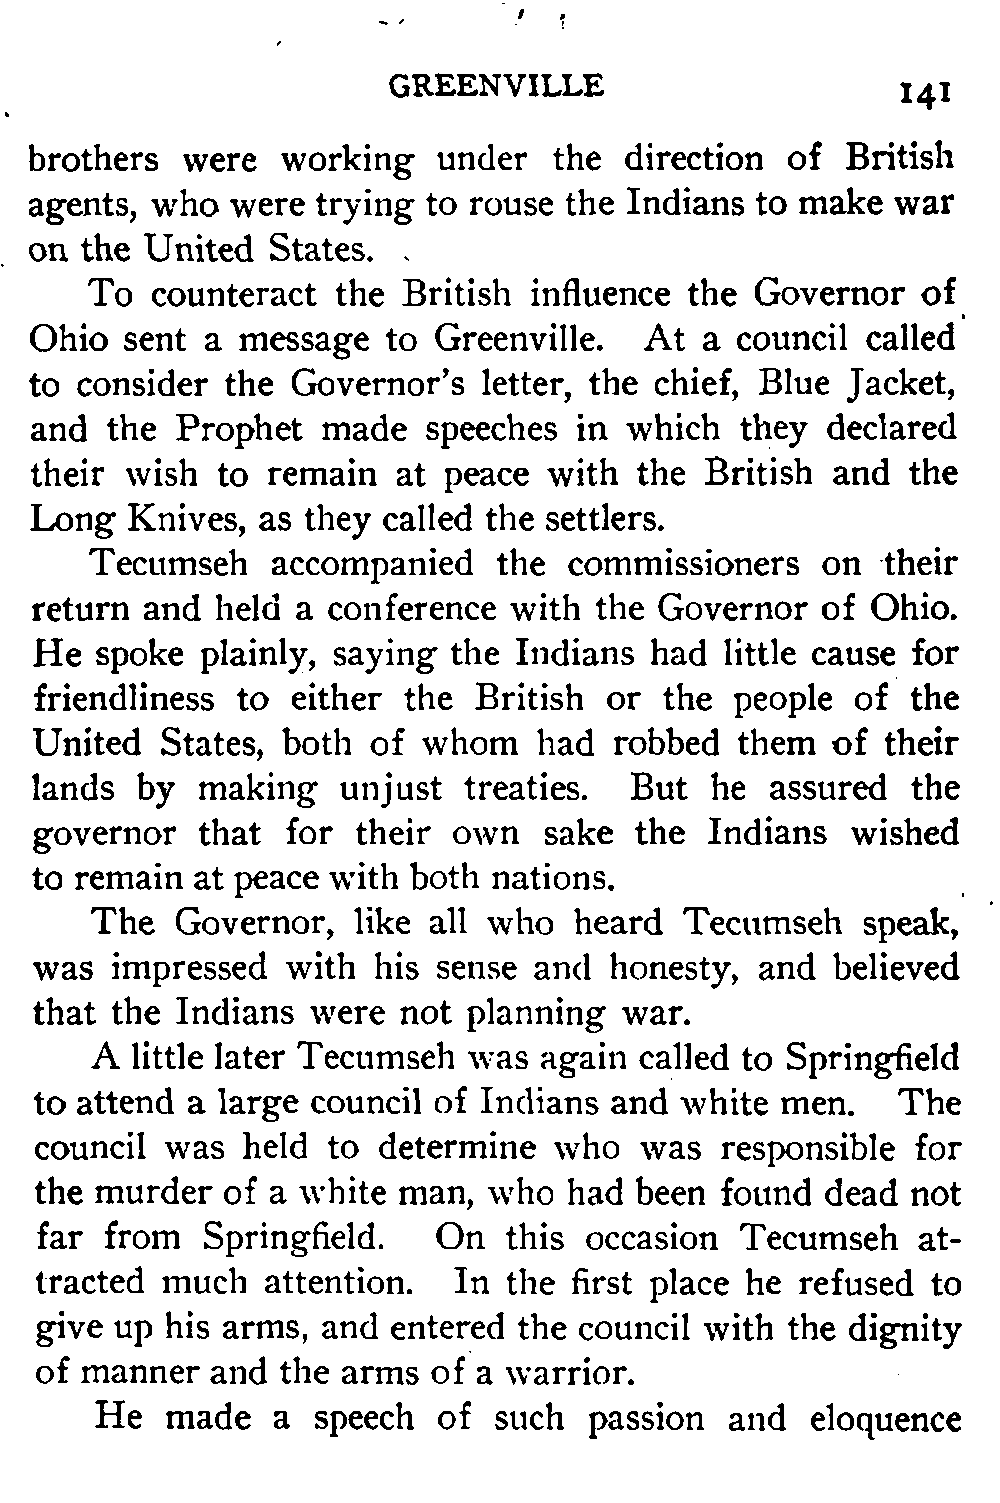 GREENVILLE 141
brothers were working under the direction of British
agents, who were trying to rouse the Indians to make war
on the United States.
To counteract the British influence the Governor of
Ohio sent a message to Greenville. At a council called
to consider the Governor's letter, the chief, Blue Jacket,
and the Prophet made speeches in which they declared
their wish to remain at peace with the British and the
Long Knives, as they called the settlers.
Tecumseh accompanied the commissioners on their
return and held a conference with the Governor of Ohio.
He spoke plainly, saying the Indians had little cause for
friendliness to either the British or the people of the
United States, both of whom had robbed them of their
lands by making unjust treaties. But he assured the
governor that for their own sake the Indians wished
to remain at peace with both nations.
The Governor, like all who heard Tecumseh speak,
was impressed with his sense and honesty, and believed
that the Indians were not planning war.
A little later Tecumseh was again called to Springfield
to attend a large council of Indians and white men. The
council was held to determine who was responsible for
the murder of a white man, who had been found dead not
far from Springfield. On this occasion Tecumseh at-
tracted much attention. In the first place he refused to
give up his arms, and entered the council with the dignity
of manner and the arms of a warrior.
He made a speech of such passion and eloquence